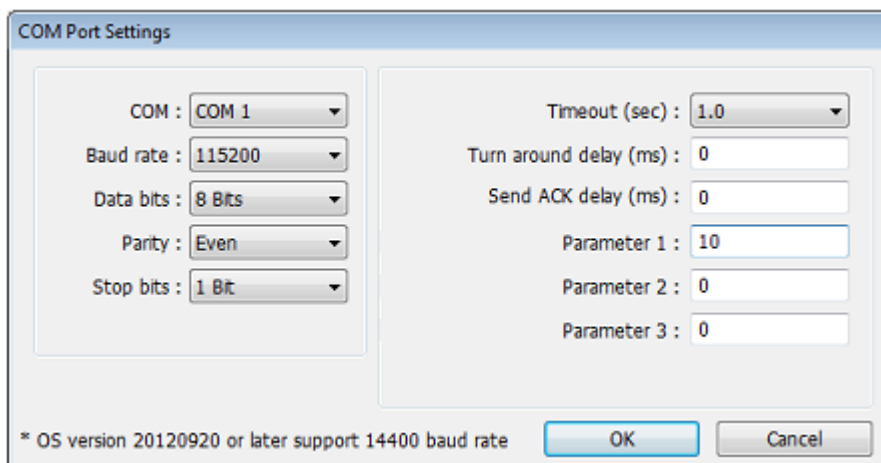 COM Port Settings
COM : COM 1
Baud rate : 115200
Data bits : 8 Bits
Parity : Even
Stop bits : 1 Bit
Timeout (sec) : 1.0
Turn around delay (ms) : 0
Send ACK delay (ms) : 0
Parameter 1 : 10
Parameter 2 : 0
Parameter 3 : 0
* OS version 20120920 or later support 14400 baud rate
OK
Cancel